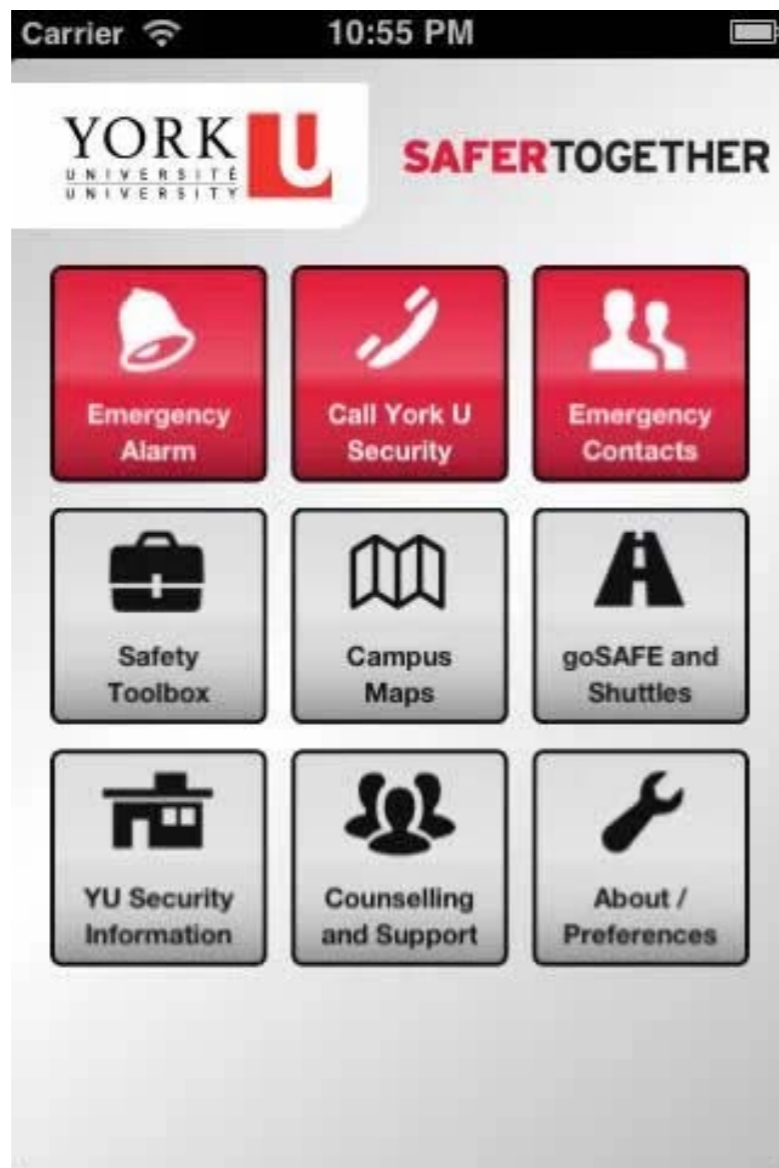 Carrier 10:55 PM
YORK U
UNIVERSITÉ
UNIVERSITY
SAFERTOGETHER
Emergency
Alarm
Call York U
Security
Emergency
Contacts
Safety
Toolbox
Campus
Maps
goSAFE and
Shuttles
YU Security
Information
Counselling
and Support
About /
Preferences